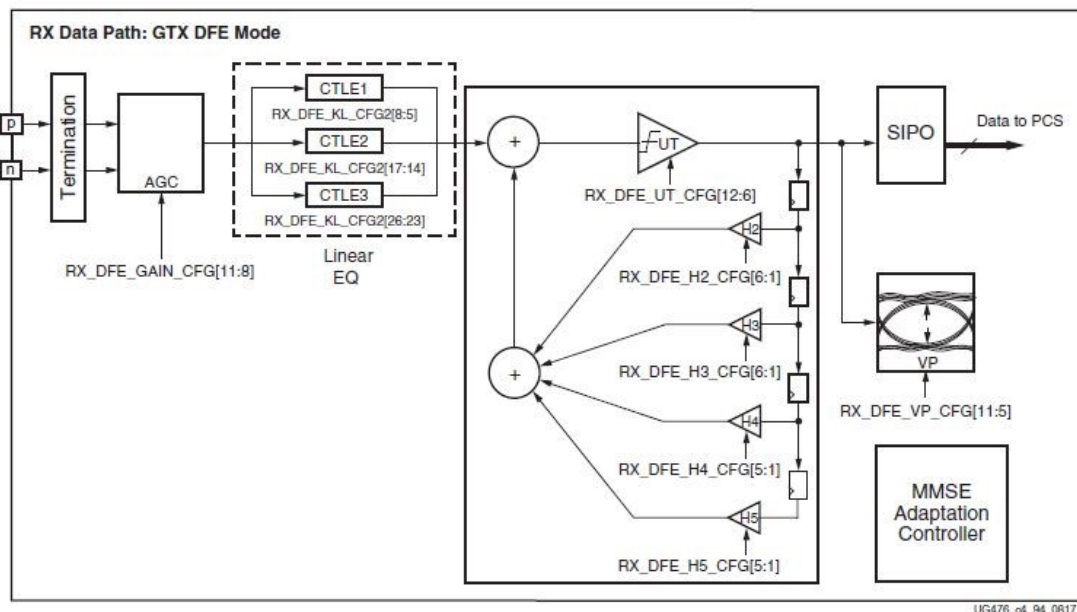 RX Data Path: GTX DFE Mode
p
n
Termination
AGC
RX_DFE_GAIN_CFG[11:8]
CTLE1
RX_DFE_KL_CFG2[8:5]
CTLE2
RX_DFE_KL_CFG2[17:14]
CTLE3
RX_DFE_KL_CFG2[26:23]
Linear
EQ
+
UT
RX_DFE_UT_CFG[12:6]
H2
RX_DFE_H2_CFG[6:1]
H3
RX_DFE_H3_CFG[6:1]
+
H4
RX_DFE_H4_CFG[5:1]
H5
RX_DFE_H5_CFG[5:1]
SIPO
Data to PCS
VP
RX_DFE_VP_CFG[11:5]
MMSE
Adaptation
Controller
UG476_c4_94_0817